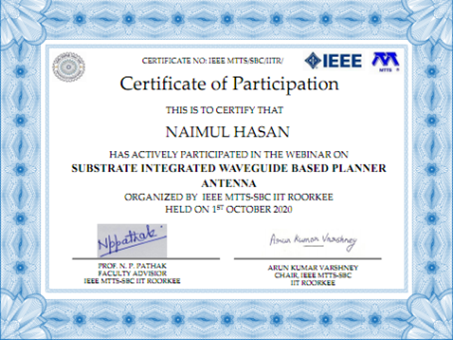 CERTIFICATE NO: IEEE MTTS/SBC/IITR/
IEEE
MTTS
Certificate of Participation
THIS IS TO CERTIFY THAT
NAIMUL HASAN
HAS ACTIVELY PARTICIPATED IN THE WEBINAR ON
SUBSTRATE INTEGRATED WAVEGUIDE BASED PLANNER
ANTENNA
ORGANIZED BY IEEE MTTS-SBC IIT ROORKEE
HELD ON 1ST OCTOBER 2020
Nppathak
Arun Kumar Varshney
PROF. N. P. PATHAK
FACULTY ADVISIOR
IEEE MTTS-SBC IIT ROORKEE
ARUN KUMAR VARSHNEY
CHAIR, IEEE MTTS-SBC
IIT ROORKEE